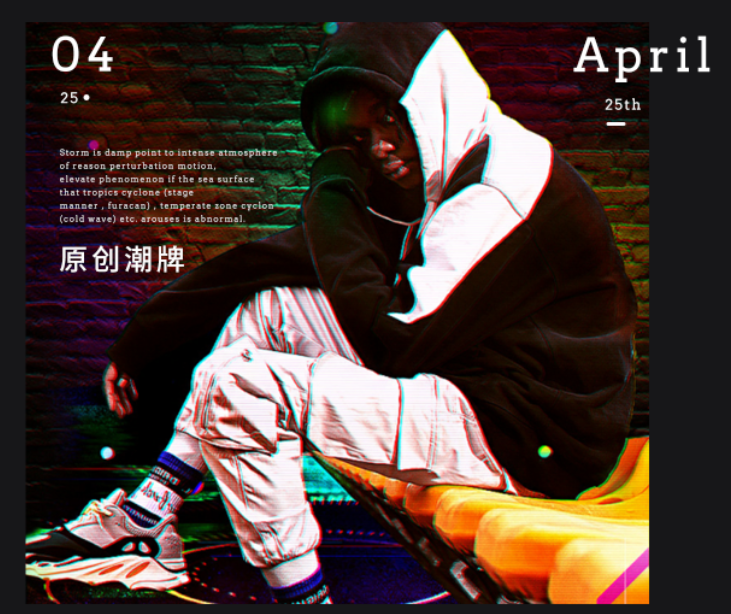 04
April
25
25th
Storm is damp point to intense atmosphere
of reason perturbation motion,
elevate phenomenon if the sea surface
that tropics cyclone (stage
manner , furacan) , temperate zone cyclon
(cold wave) etc. arouses is abnormal.
原创潮牌